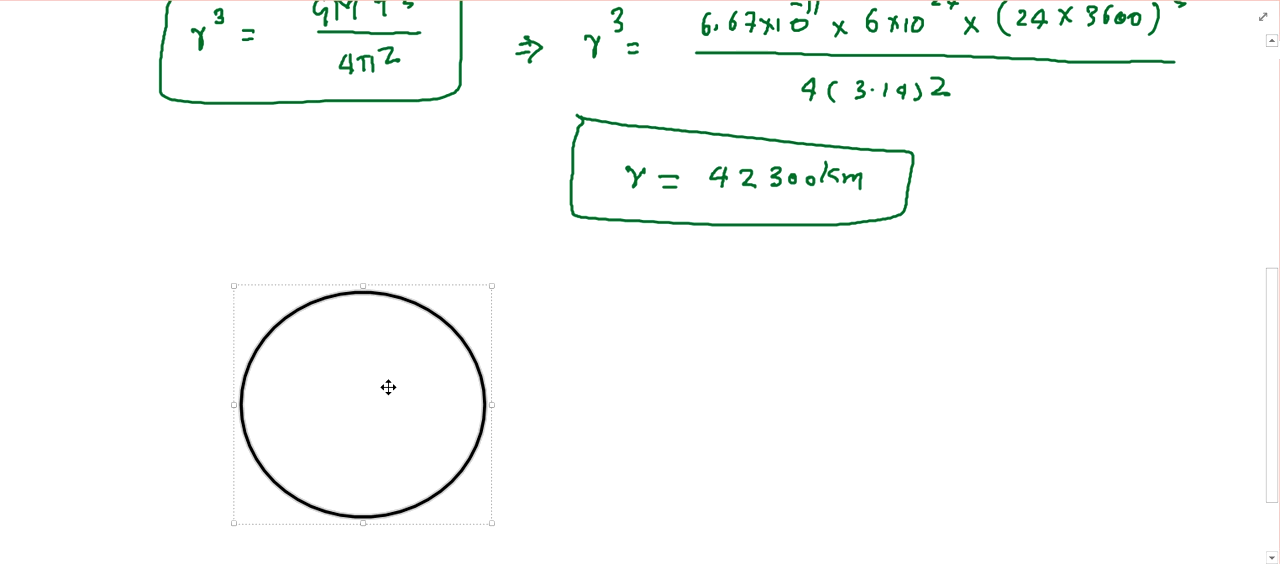 r³ = GMT² / 4π² ⇒ r³ = 6.67×10⁻¹¹ × 6×10²⁴ × (24 × 3600)² / 4(3.14)2
r = 42300km